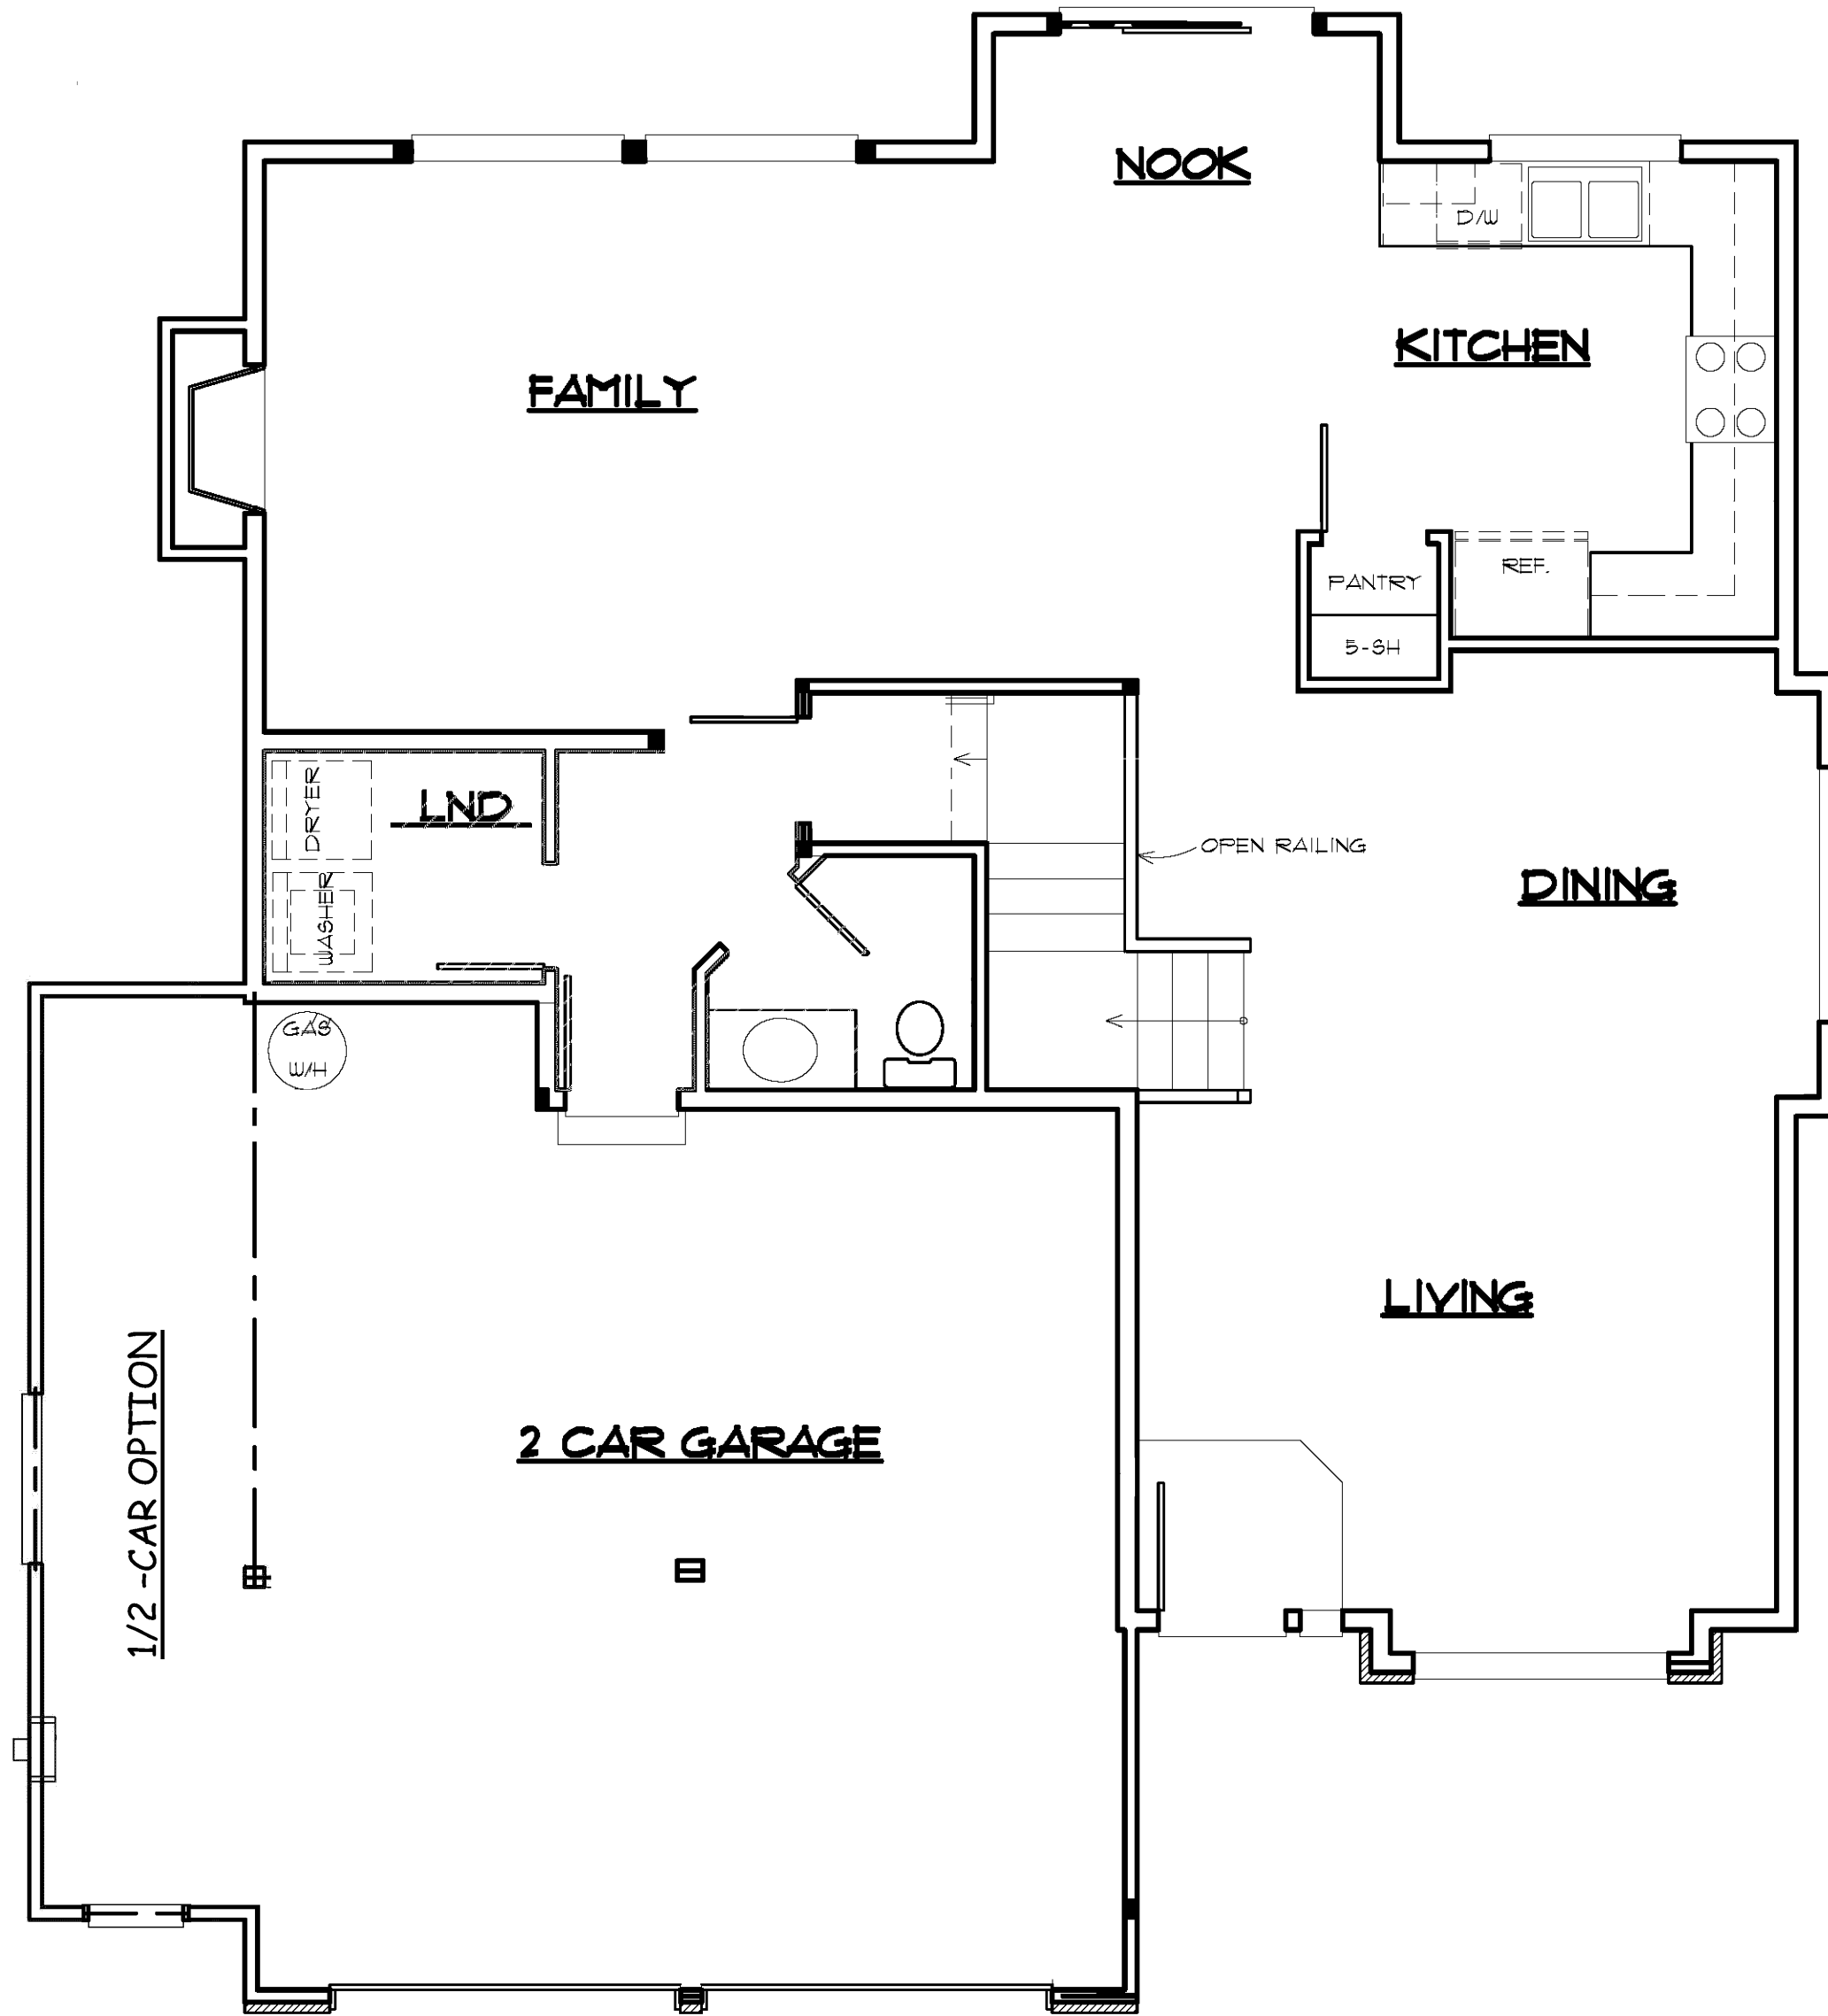 NOOK
D/W
KITCHEN
FAMILY
REF.
PANTRY
5-SH
DRYER
LND
WASHER
OPEN RAILING
DINING
GAS
W/H
LIVING
1/2 -CAR OPTION
2 CAR GARAGE